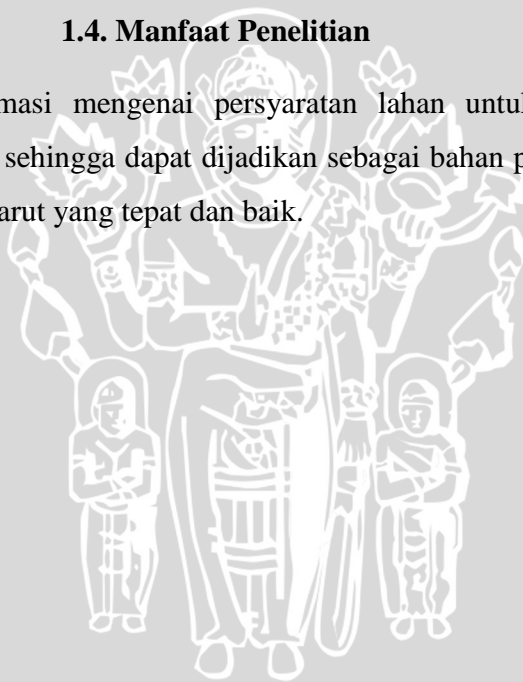 1.4. Manfaat Penelitian
masi mengenai persyaratan lahan untuk
sehingga dapat dijadikan sebagai bahan p
arut yang tepat dan baik.